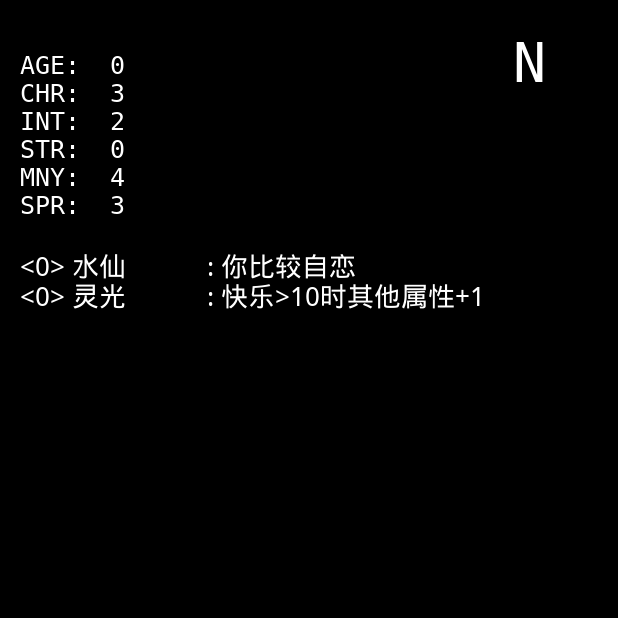 N
AGE: 0
CHR: 3
INT: 2
STR: 0
MNY: 4
SPR: 3
<O> 水仙 : 你比较自恋
<O> 灵光 : 快乐>10时其他属性+1